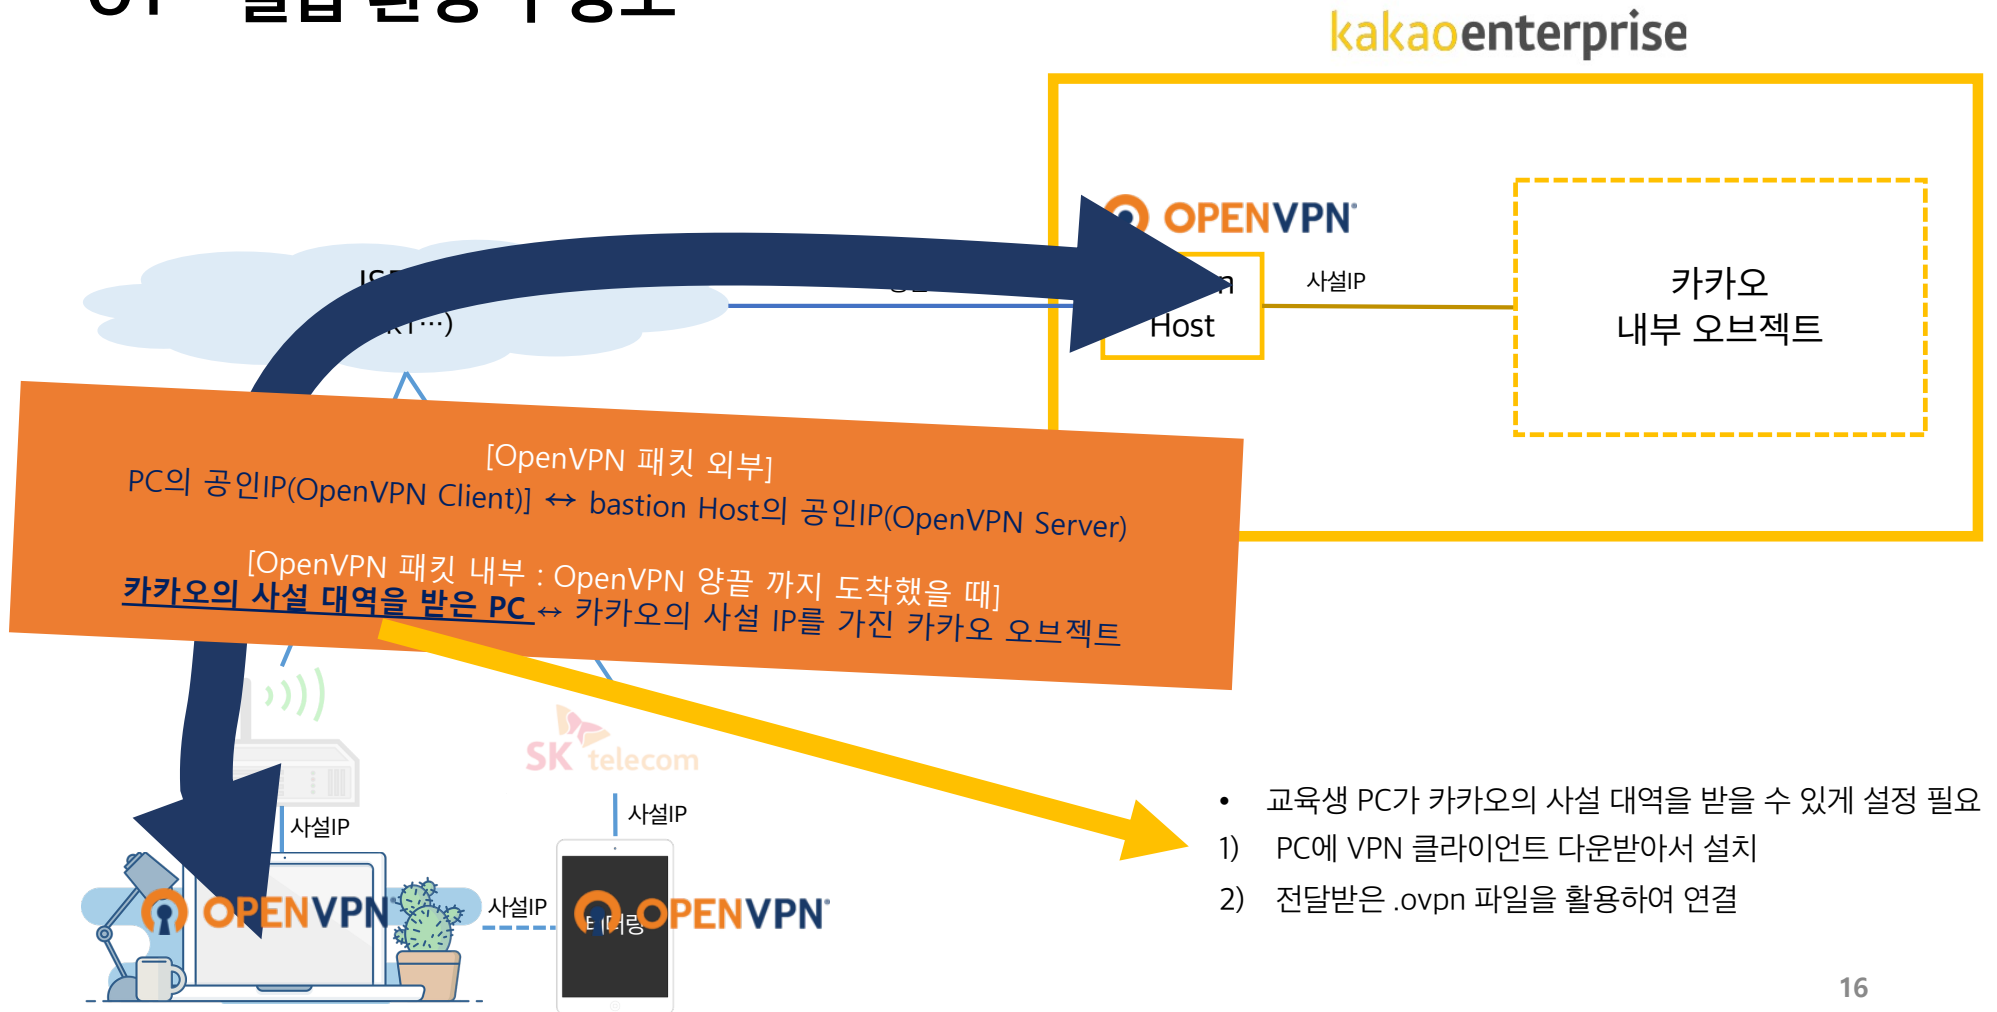 kakaoenterprise
OPENVPN
Host
사설IP
카카오
내부 오브젝트
[OpenVPN 패킷 외부]
PC의 공인IP(OpenVPN Client)] ↔ bastion Host의 공인IP(OpenVPN Server)
[OpenVPN 패킷 내부 : OpenVPN 양끝 까지 도착했을 때]
카카오의 사설 대역을 받은 PC ↔ 카카오의 사설 IP를 가진 카카오 오브젝트
SK telecom
사설IP
사설IP
OPENVPN
사설IP
OPENVPN
• 교육생 PC가 카카오의 사설 대역을 받을 수 있게 설정 필요
1) PC에 VPN 클라이언트 다운받아서 설치
2) 전달받은 .ovpn 파일을 활용하여 연결
16